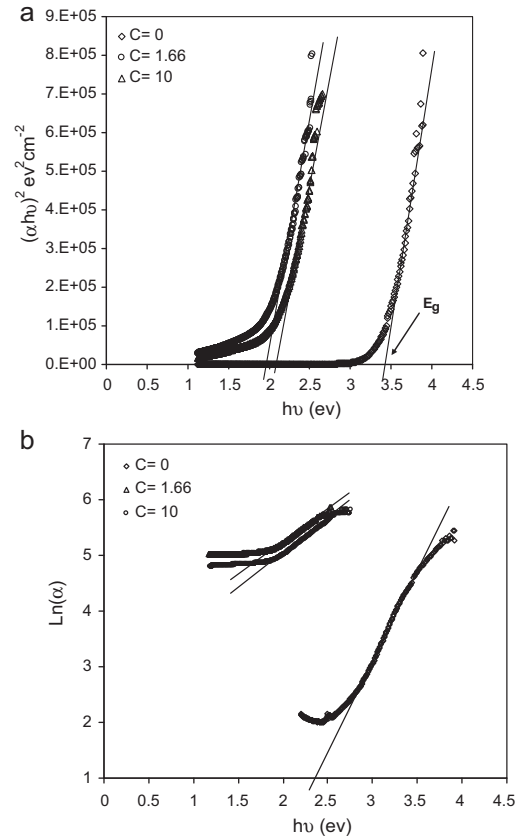 a
◇ C= 0
○ C= 1.66
△ C= 10
(αhυ)² ev²cm⁻²
9.E+05
8.E+05
7.E+05
6.E+05
5.E+05
4.E+05
3.E+05
2.E+05
1.E+05
0.E+00
E_g
0 0.5 1 1.5 2 2.5 3 3.5 4 4.5
hυ (ev)
b
◇ C= 0
△ C= 1.66
○ C= 10
Ln(α)
7
6
5
4
3
2
1
0 0.5 1 1.5 2 2.5 3 3.5 4 4.5 5
hυ (ev)